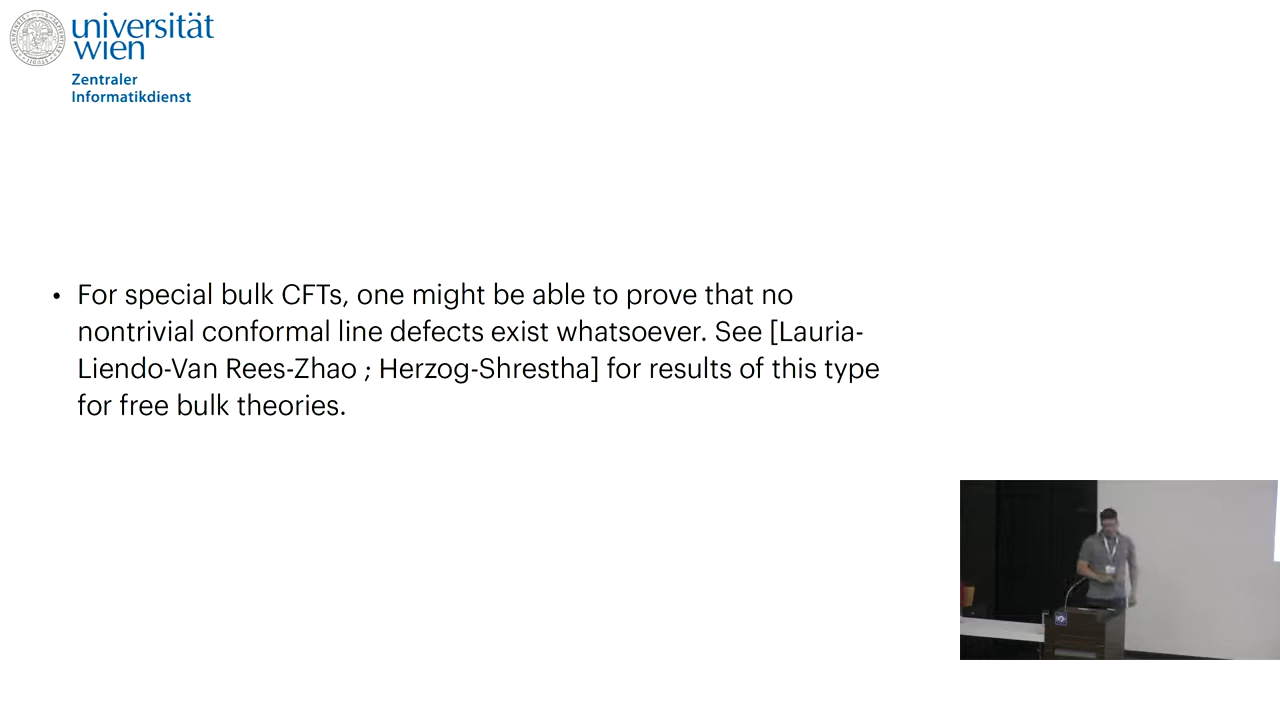 universität
wien
Zentraler
Informatikdienst
• For special bulk CFTs, one might be able to prove that no
nontrivial conformal line defects exist whatsoever. See [Lauria-
Liendo-Van Rees-Zhao ; Herzog-Shrestha] for results of this type
for free bulk theories.